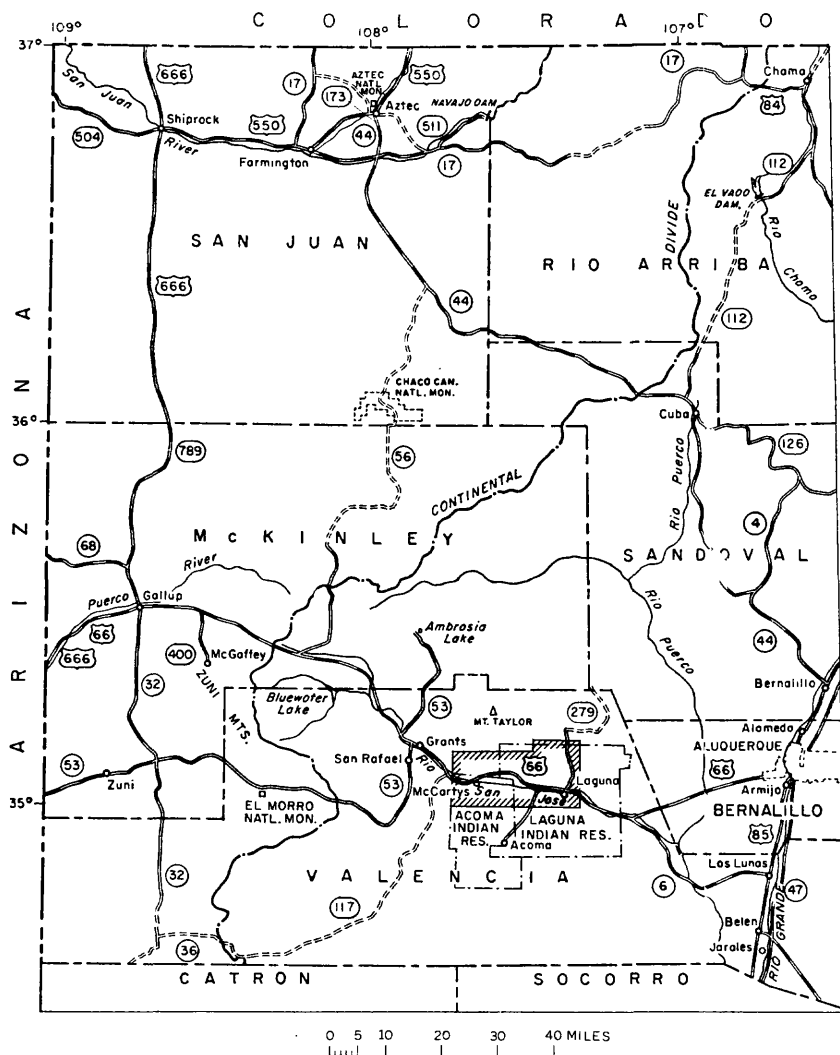 COLORADO
109°
108°
107°
37°
666
San Juan
17
AZTEC
NATL.
MON.
550
173
Aztec
NAVAJO DAM
17
Chama
84
504
Shiprock
River
550
44
511
Farmington
17
112
EL VADO
DAM.
Rio
Chama
SAN JUAN
DIVIDE
RIO ARRIBA
666
44
112
CHACO CAN.
NATL. MON.
36°
Cuba
789
56
126
CONTINENTAL
Rio Puerco
68
McKINLEY
4
SANDOVAL
River
Puerco
Gallup
Rio
Puerco
66
666
400
McGaffey
Ambrosia
Lake
44
32
ZUNI MTS.
Bernalillo
Bluewater
Lake
53
MT. TAYLOR
279
Alameda
ALUQUERQUE
53
Zuni
San Rafael
Grants
Rio
66
66
Armijo
35°
McCartys
San
Jose
Laguna
53
EL MORRO
NATL. MON.
BERNALILLO
ACOMA
INDIAN
RES.
LAGUNA
INDIAN RES.
Acoma
85
Los Lunas
32
VALENCIA
6
47
117
Belen
Jarales
RIO GRANDE
36
CATRON
SOCORRO
ARIZONA
0 5 10 20 30 40 MILES